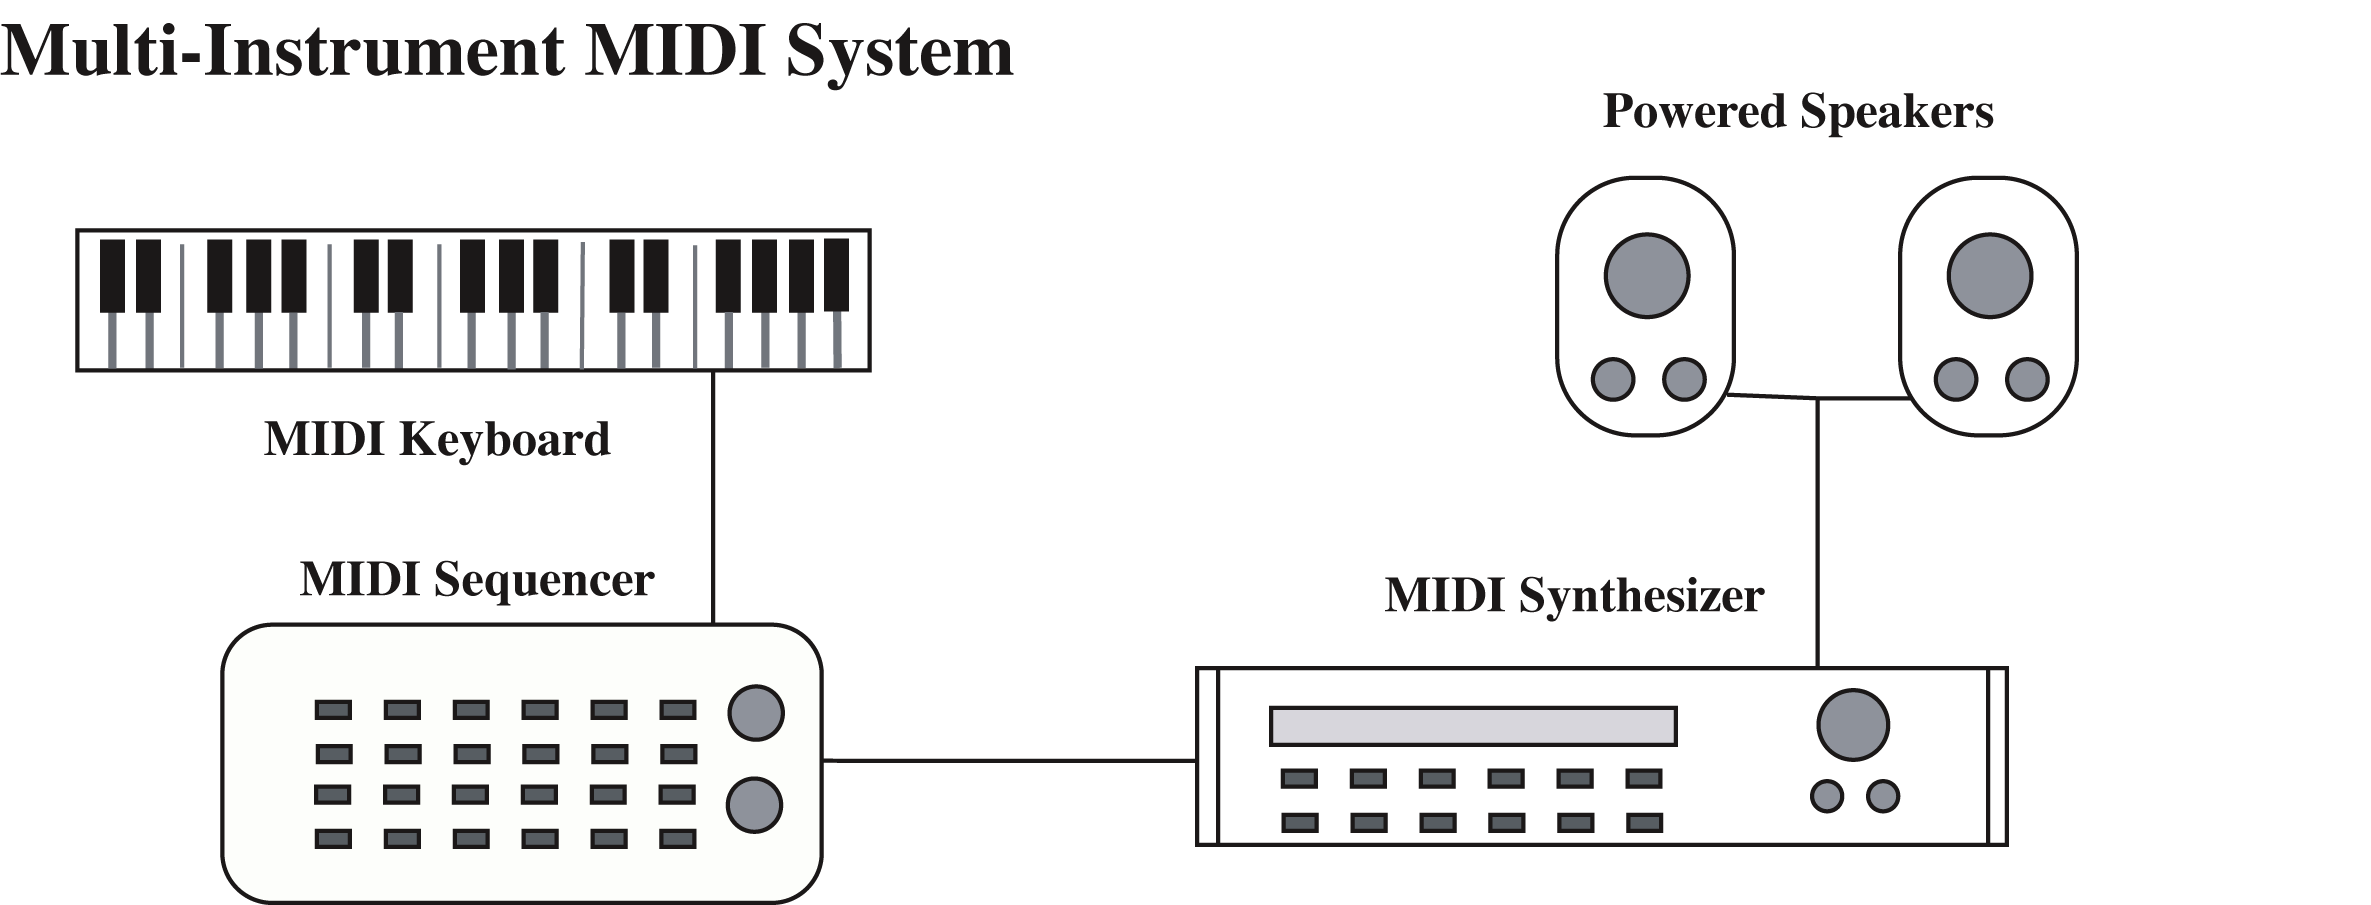 Multi-Instrument MIDI System
Powered Speakers
MIDI Keyboard
MIDI Sequencer
MIDI Synthesizer